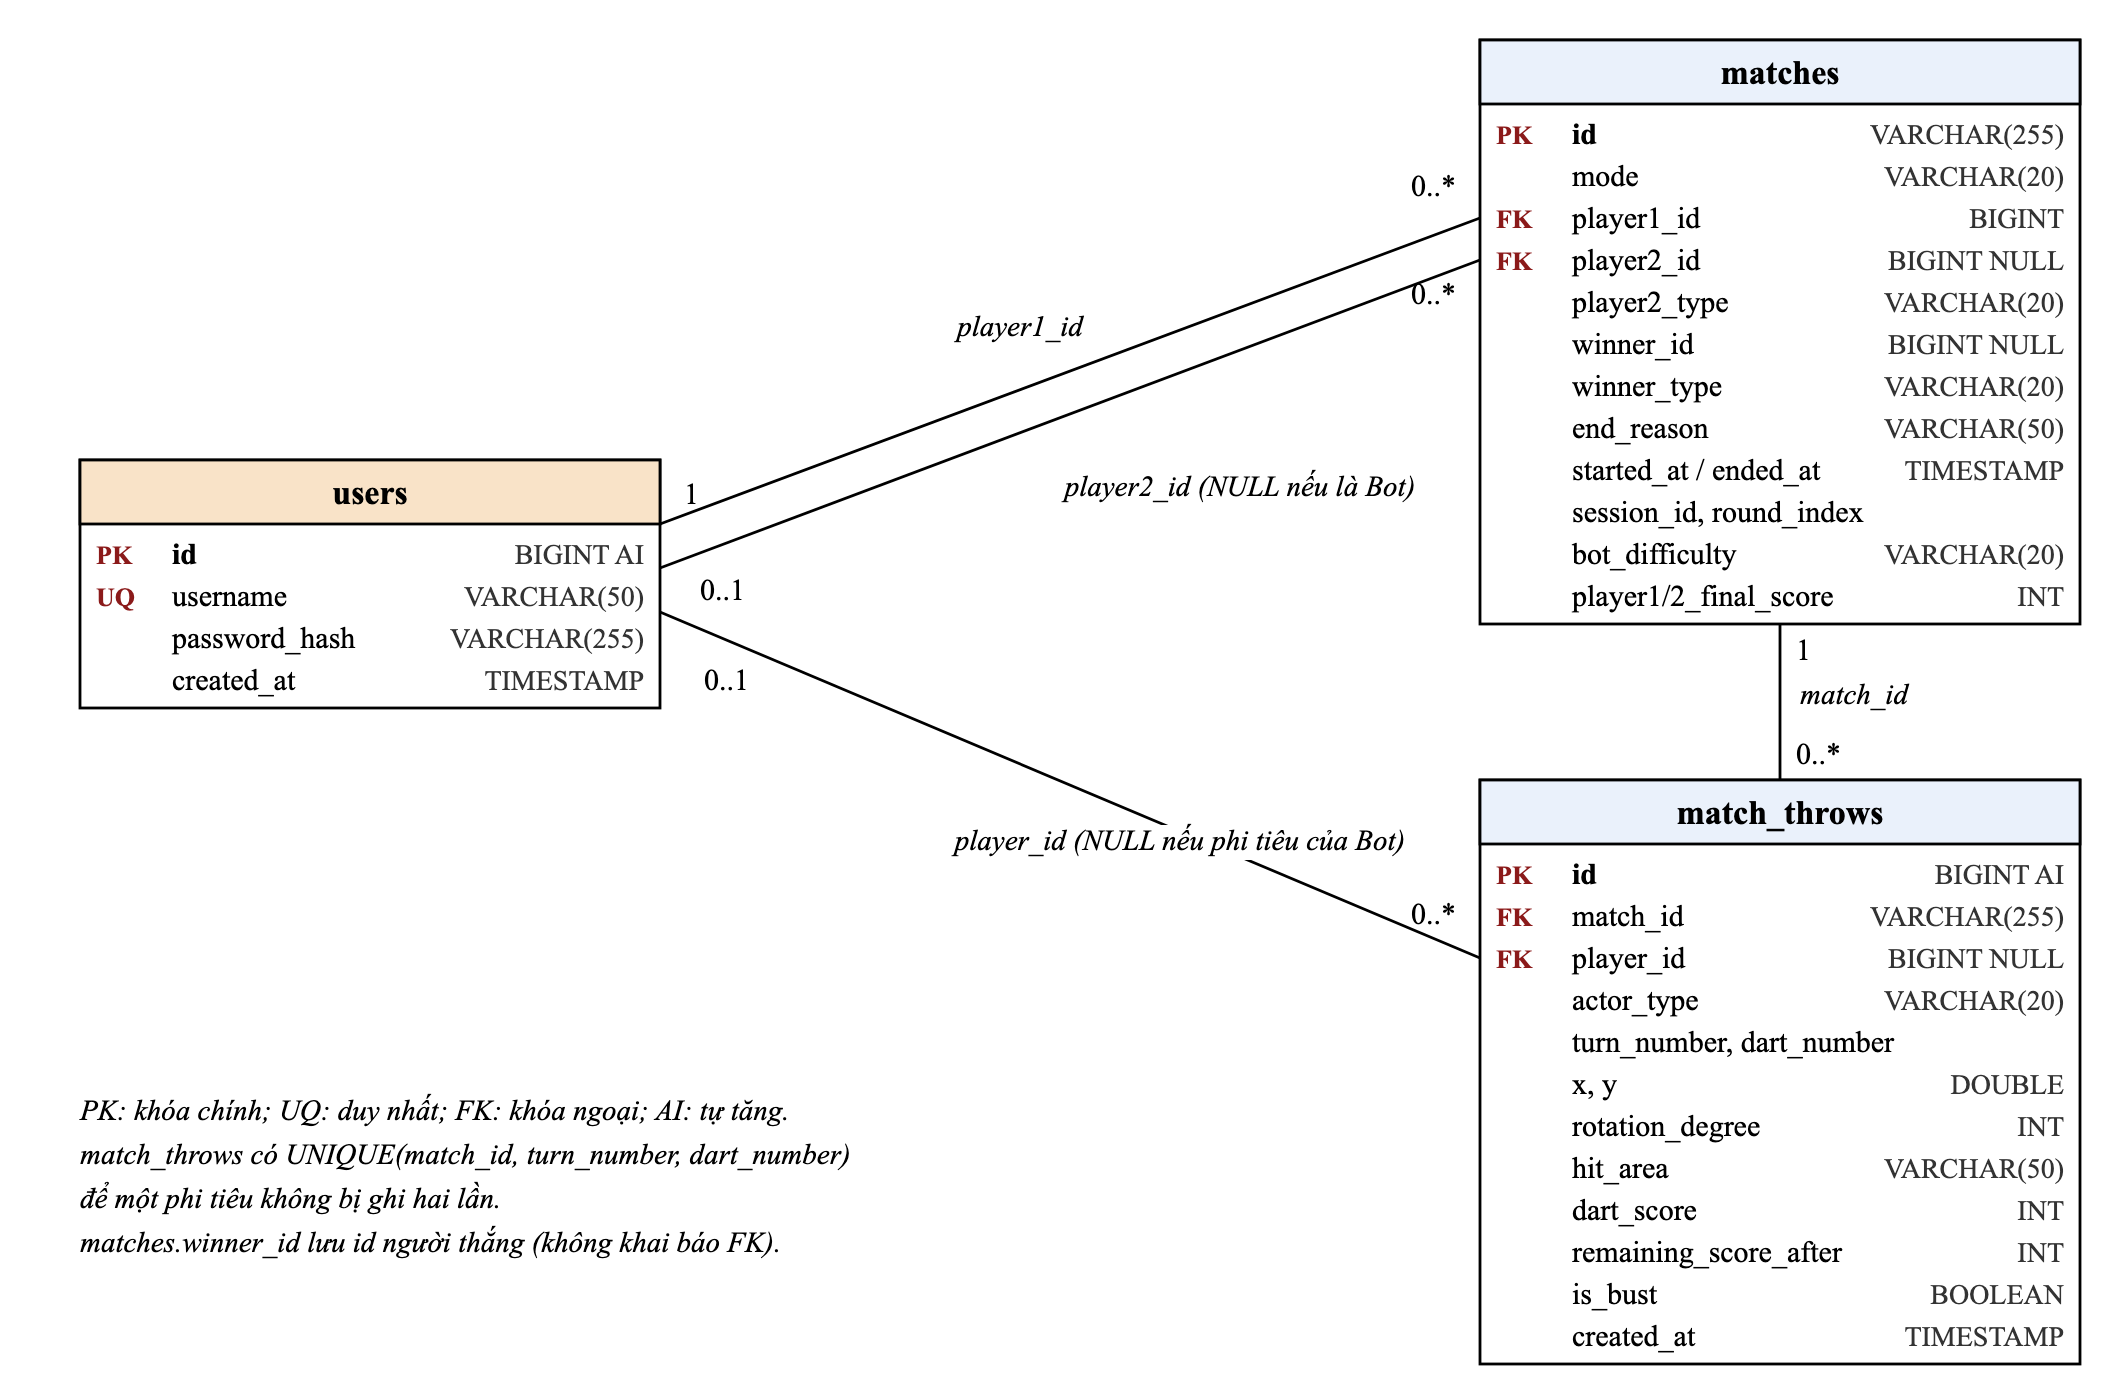 matches
PK id VARCHAR(255)
mode VARCHAR(20)
FK player1_id BIGINT
FK player2_id BIGINT NULL
player2_type VARCHAR(20)
winner_id BIGINT NULL
winner_type VARCHAR(20)
end_reason VARCHAR(50)
started_at / ended_at TIMESTAMP
session_id, round_index
bot_difficulty VARCHAR(20)
player1/2_final_score INT
0..*
0..*
player1_id
player2_id (NULL nếu là Bot)
1
users
PK id BIGINT AI
UQ username VARCHAR(50)
password_hash VARCHAR(255)
created_at TIMESTAMP
0..1
0..1
1
match_id
0..*
player_id (NULL nếu phi tiêu của Bot)
0..*
match_throws
PK id BIGINT AI
FK match_id VARCHAR(255)
FK player_id BIGINT NULL
actor_type VARCHAR(20)
turn_number, dart_number
x, y DOUBLE
rotation_degree INT
hit_area VARCHAR(50)
dart_score INT
remaining_score_after INT
is_bust BOOLEAN
created_at TIMESTAMP
PK: khóa chính; UQ: duy nhất; FK: khóa ngoại; AI: tự tăng.
match_throws có UNIQUE(match_id, turn_number, dart_number)
để một phi tiêu không bị ghi hai lần.
matches.winner_id lưu id người thắng (không khai báo FK).